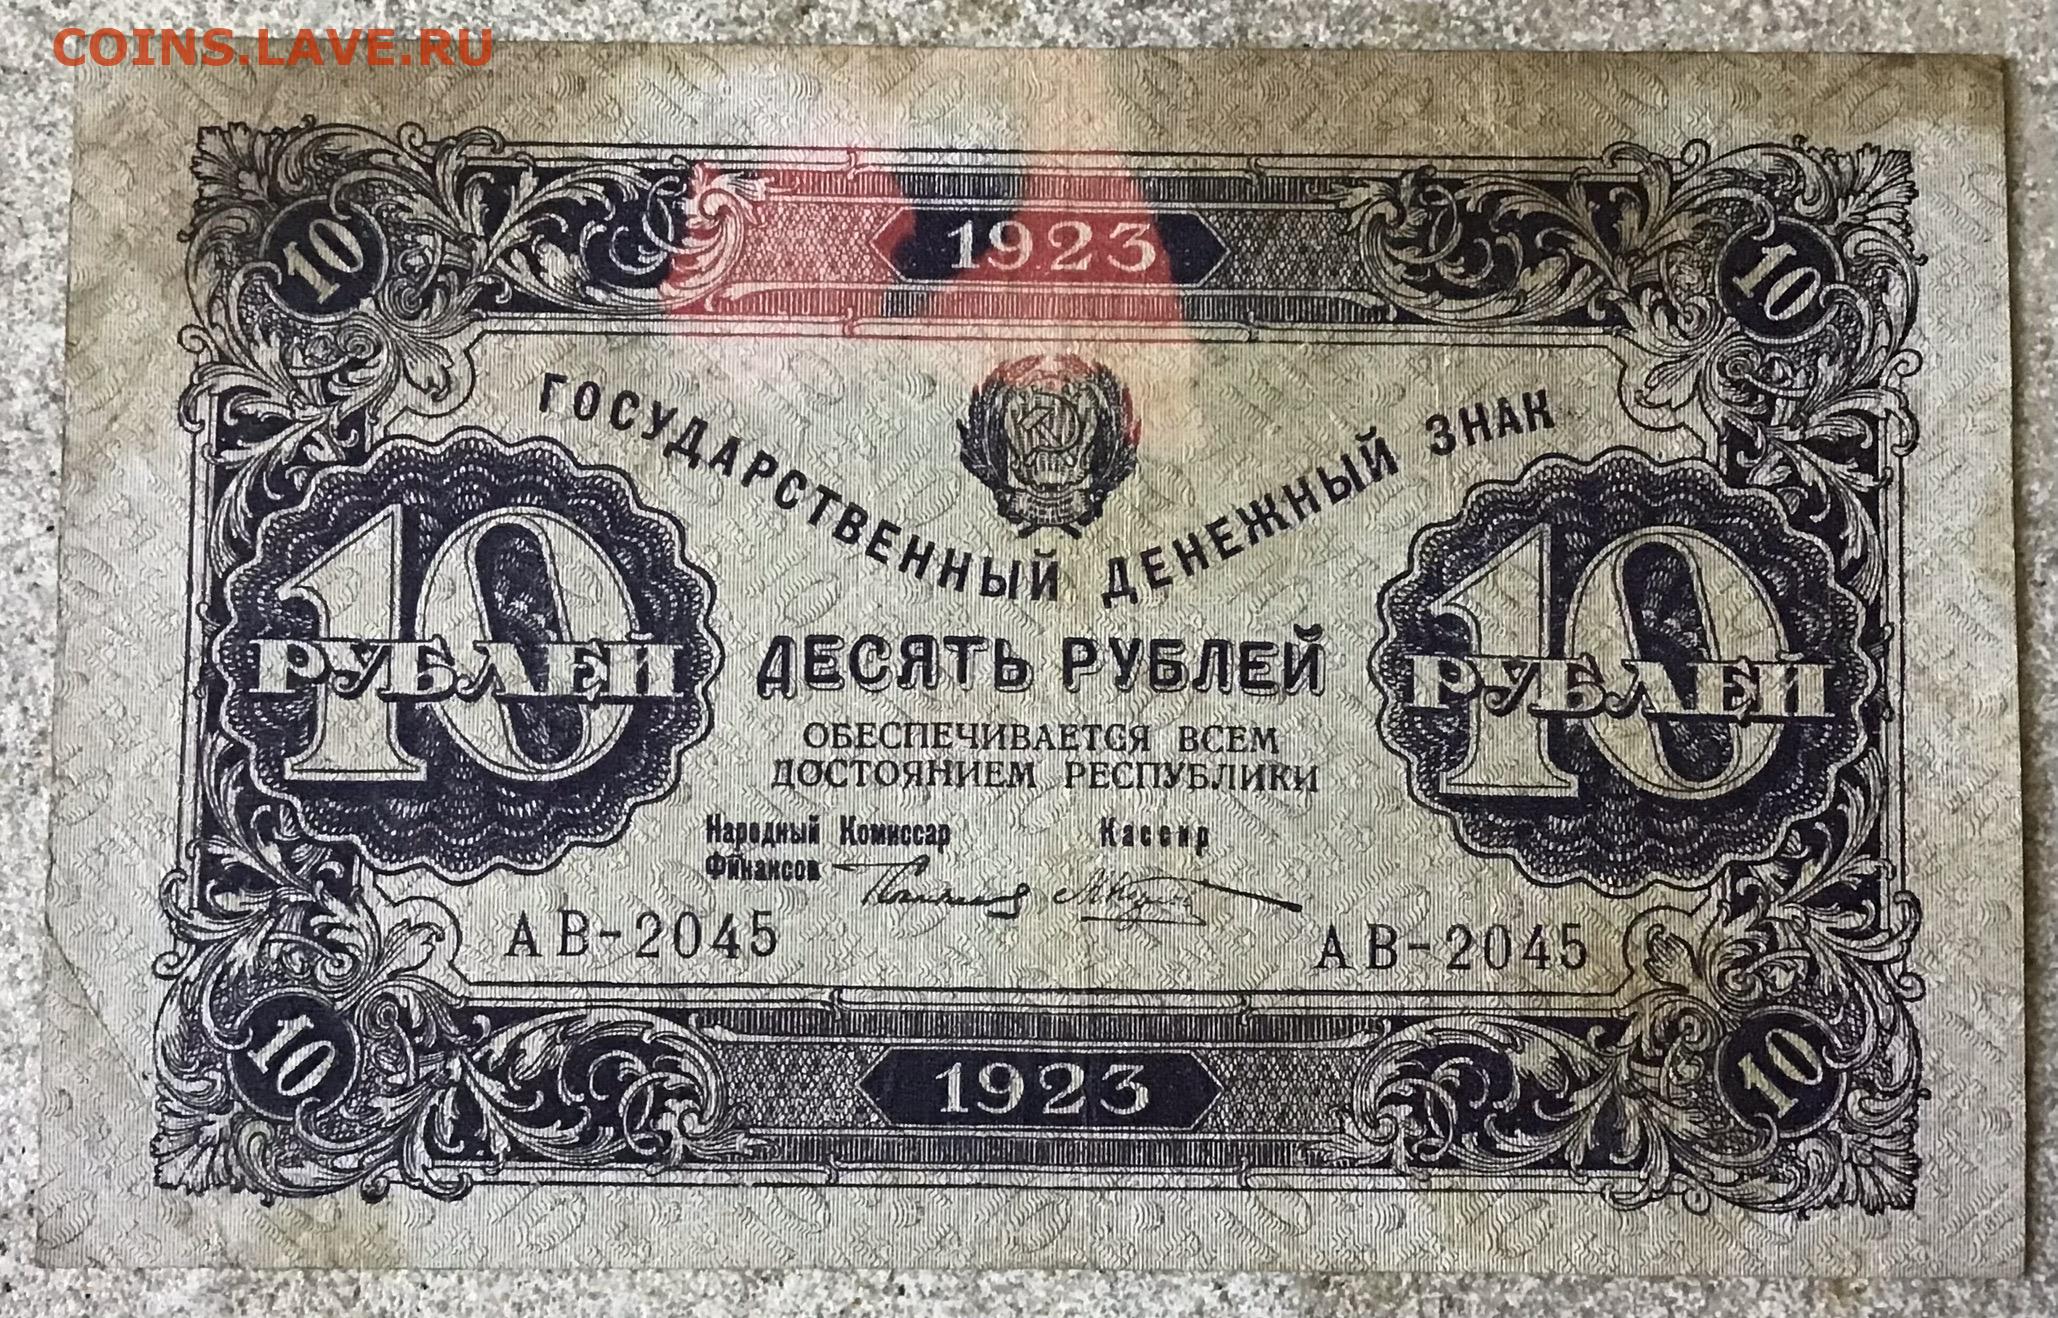 COINS.LAVE.RU
10 1923 10
ГОСУДАРСТВЕННЫЙ ДЕНЕЖНЫЙ ЗНАК
10 РУБЛЕЙ
ДЕСЯТЬ РУБЛЕЙ
10 РУБЛЕЙ
ОБЕСПЕЧИВАЕТСЯ ВСЕМ
ДОСТОЯНИЕМ РЕСПУБЛИКИ
Народный Комиссар
Финансов
Кассир
АВ-2045 АВ-2045
10 1923 10